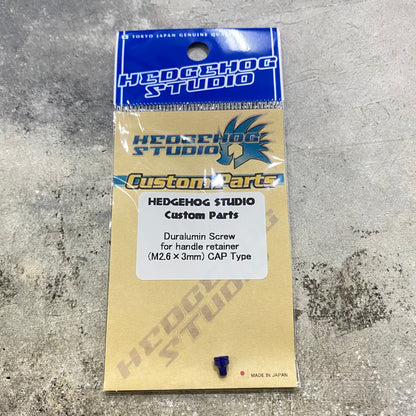 TOKYO JAPAN GENUINE QUALITY
HEDGEHOG
STUDIO
HEDGEHOG
STUDIO
Custom Parts
HEDGEHOG STUDIO
Custom Parts
Duralumin Screw
for handle retainer
(M2.6×3mm) CAP Type
HEDGEHOG
STUDIO
MADE IN JAPAN